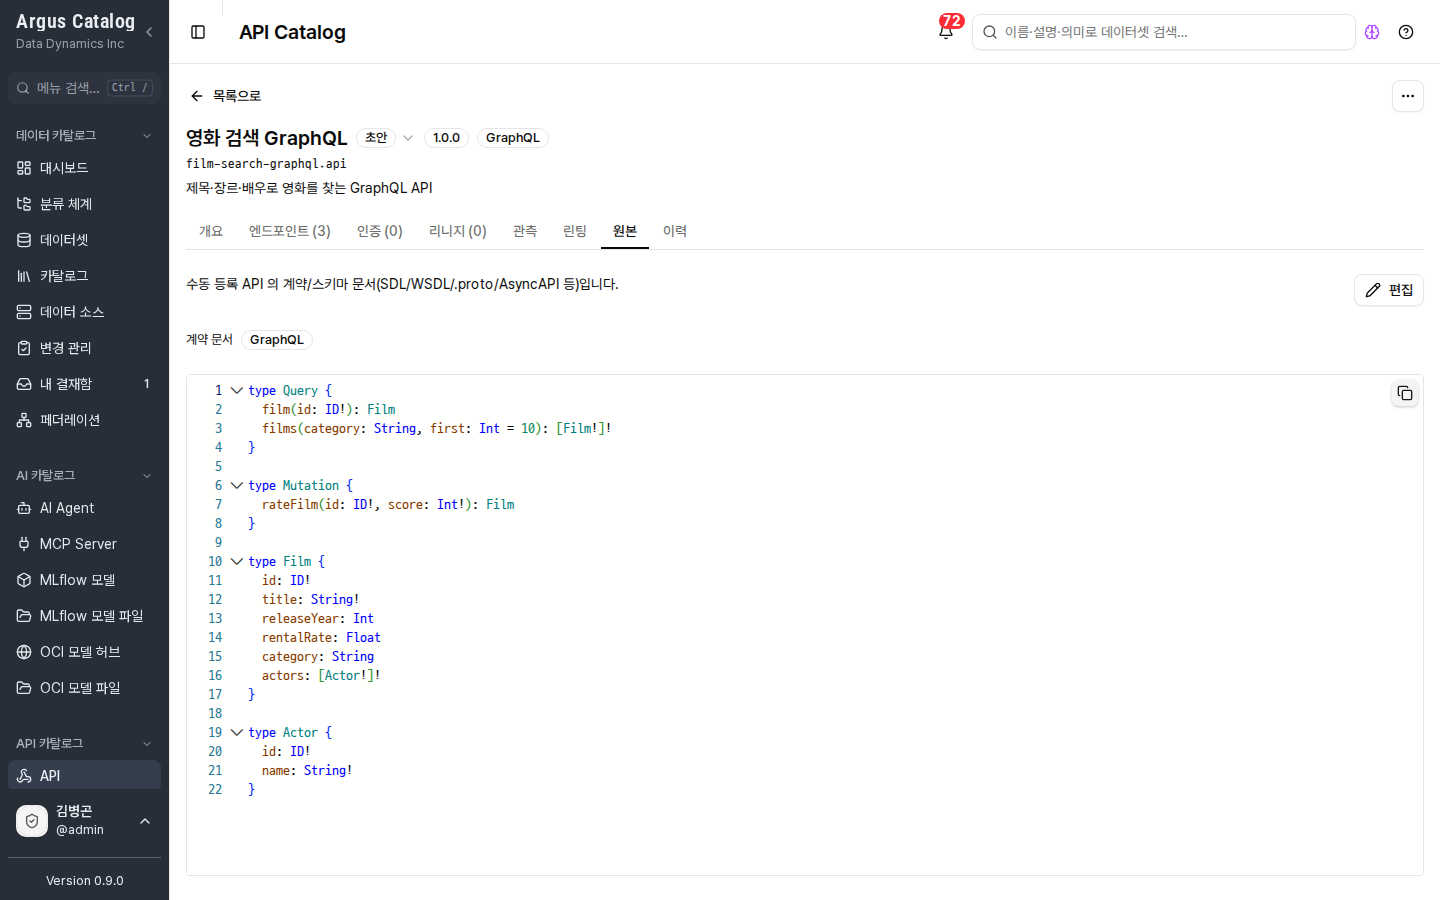 Argus Catalog
Data Dynamics Inc
메뉴 검색... Ctrl /
데이터 카탈로그
대시보드
분류 체계
데이터셋
카탈로그
데이터 소스
변경 관리
내 결재함 1
페더레이션
AI 카탈로그
AI Agent
MCP Server
MLflow 모델
MLflow 모델 파일
OCI 모델 허브
OCI 모델 파일
API 카탈로그
API
김병곤
@admin
Version 0.9.0
API Catalog
72
이름·설명·의미로 데이터셋 검색...
목록으로
영화 검색 GraphQL 초안 1.0.0 GraphQL
film-search-graphql.api
제목·장르·배우로 영화를 찾는 GraphQL API
개요 엔드포인트 (3) 인증 (0) 리니지 (0) 관측 린팅 원본 이력
수동 등록 API 의 계약/스키마 문서(SDL/WSDL/.proto/AsyncAPI 등)입니다.
편집
계약 문서 GraphQL
1 type Query {
2 film(id: ID!): Film
3 films(category: String, first: Int = 10): [Film!]!
4 }
5
6 type Mutation {
7 rateFilm(id: ID!, score: Int!): Film
8 }
9
10 type Film {
11 id: ID!
12 title: String!
13 releaseYear: Int
14 rentalRate: Float
15 category: String
16 actors: [Actor!]!
17 }
18
19 type Actor {
20 id: ID!
21 name: String!
22 }